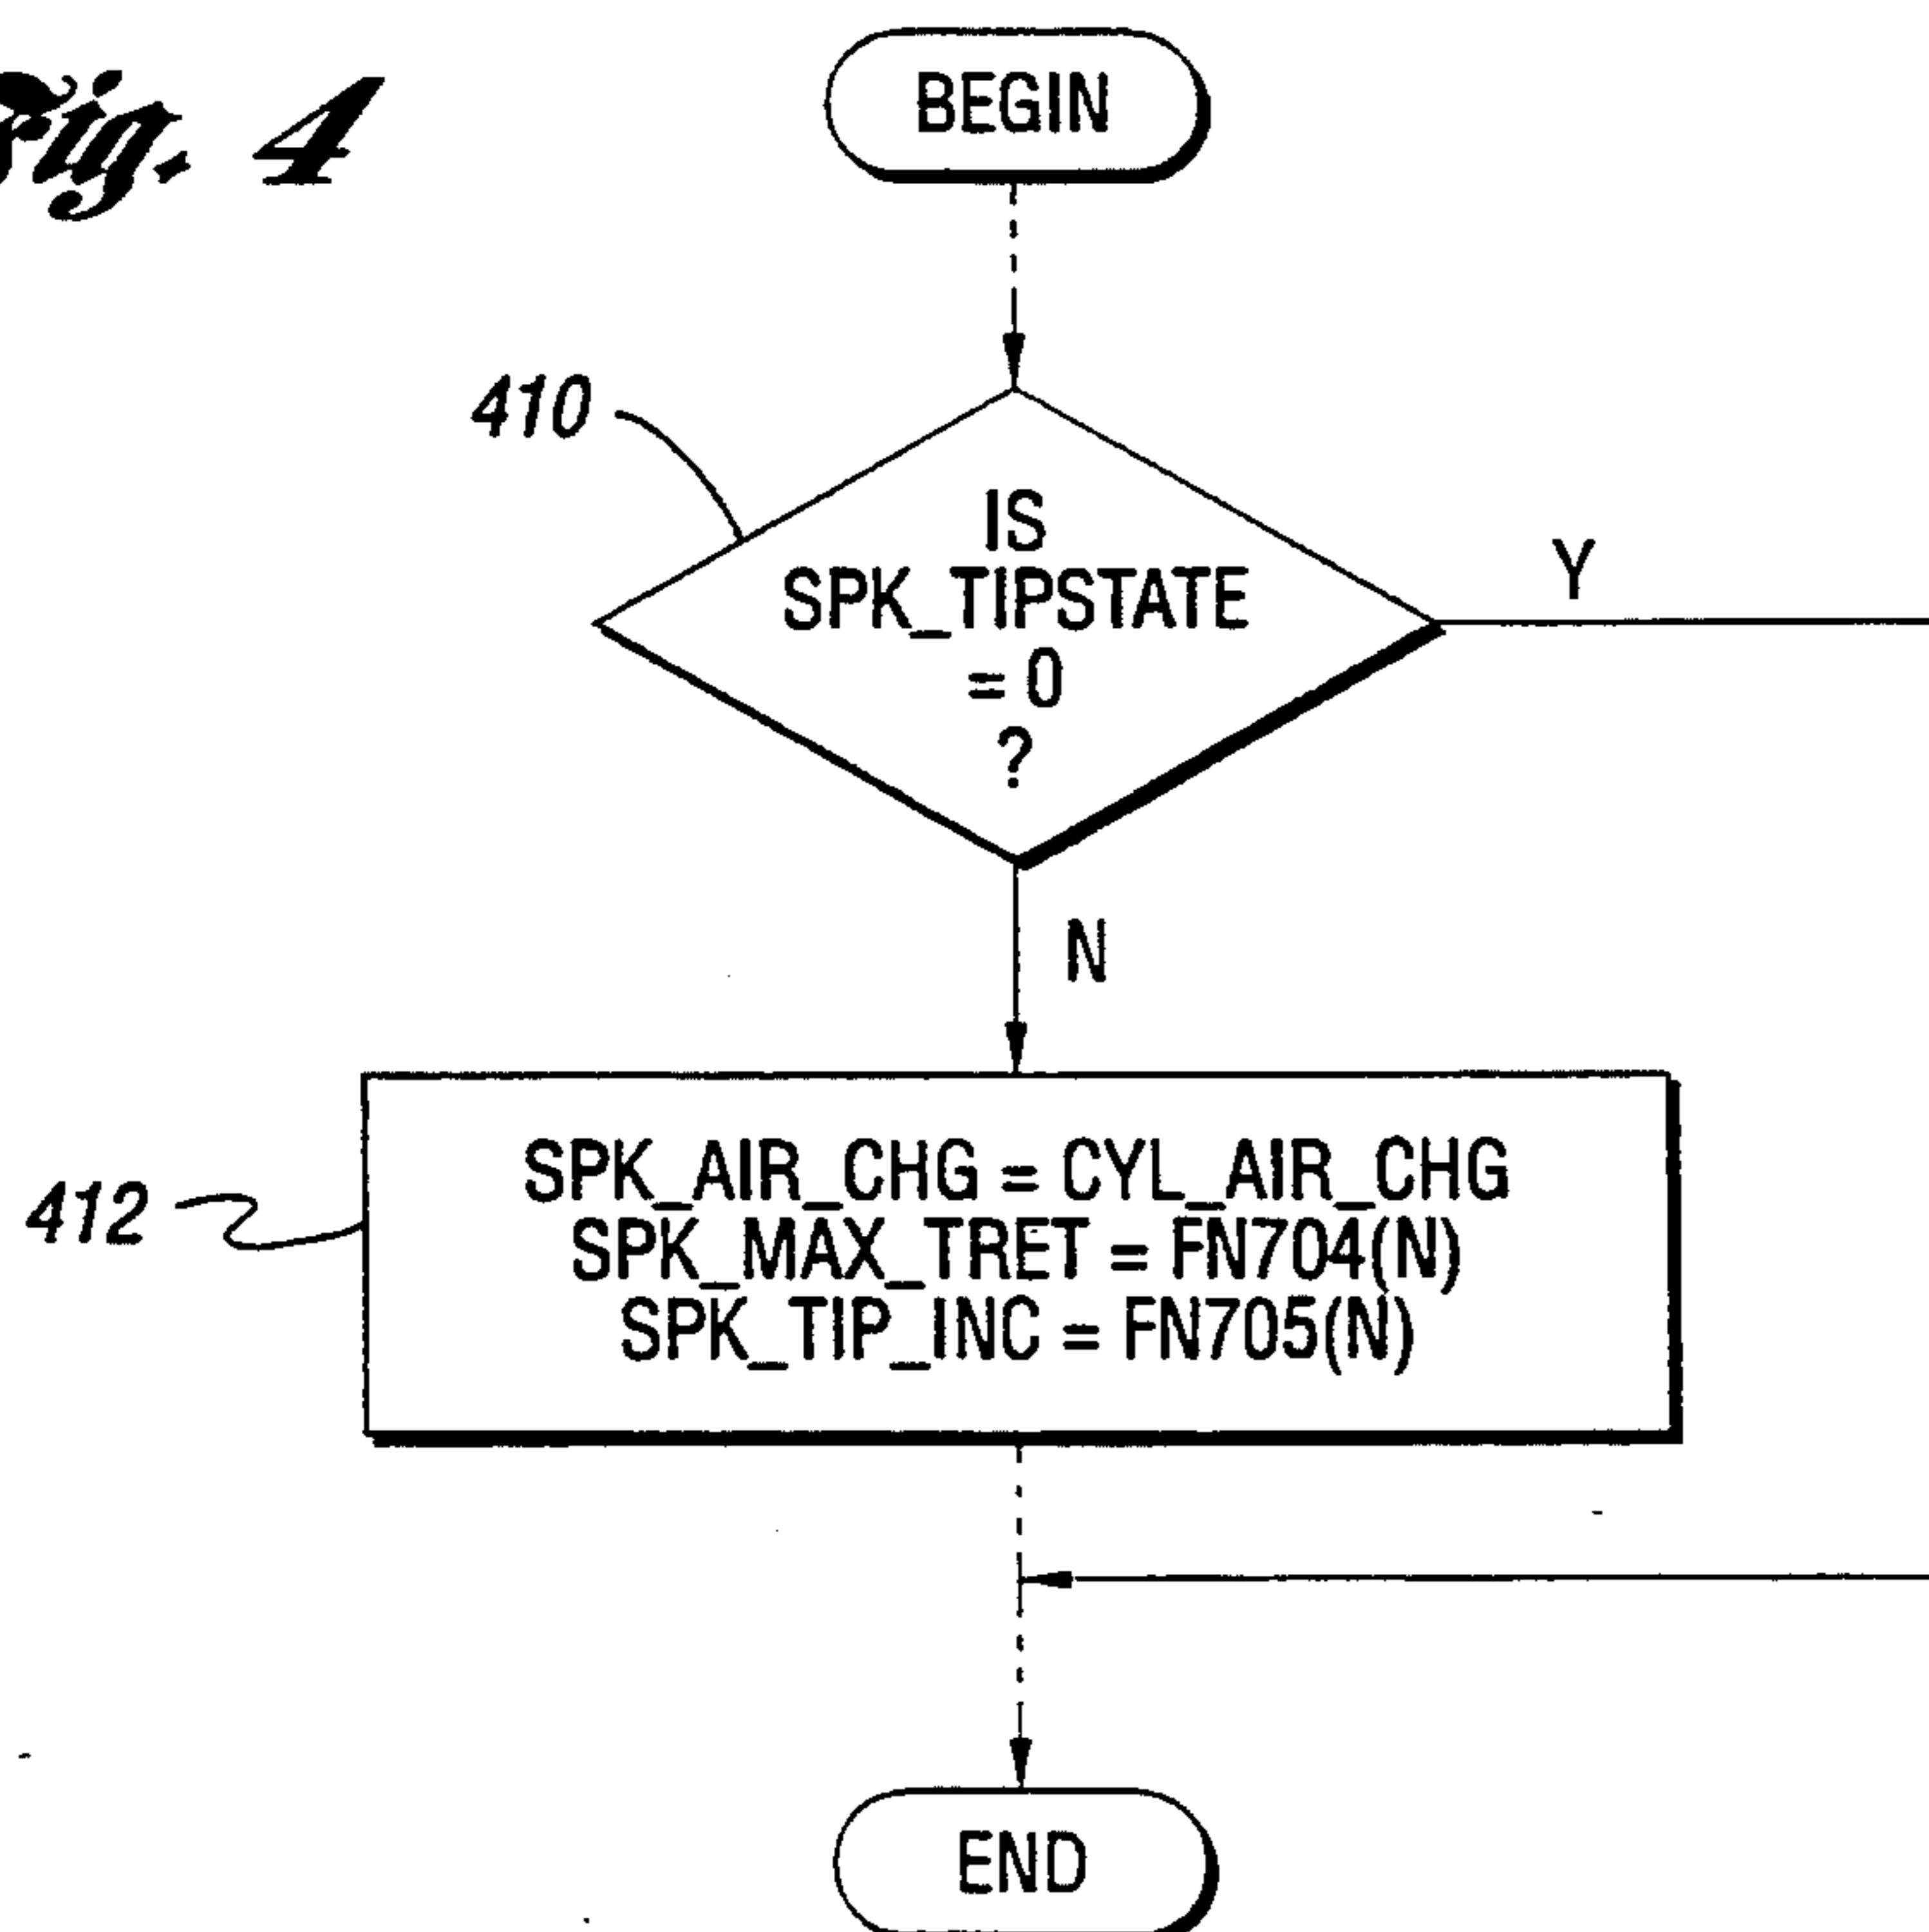 Fig. 4
BEGIN
410
IS
SPK_TIPSTATE
= 0
?
Y
N
412
SPK_AIR_CHG = CYL_AIR_CHG
SPK_MAX_TRET = FN704(N)
SPK_TIP_INC = FN705(N)
END